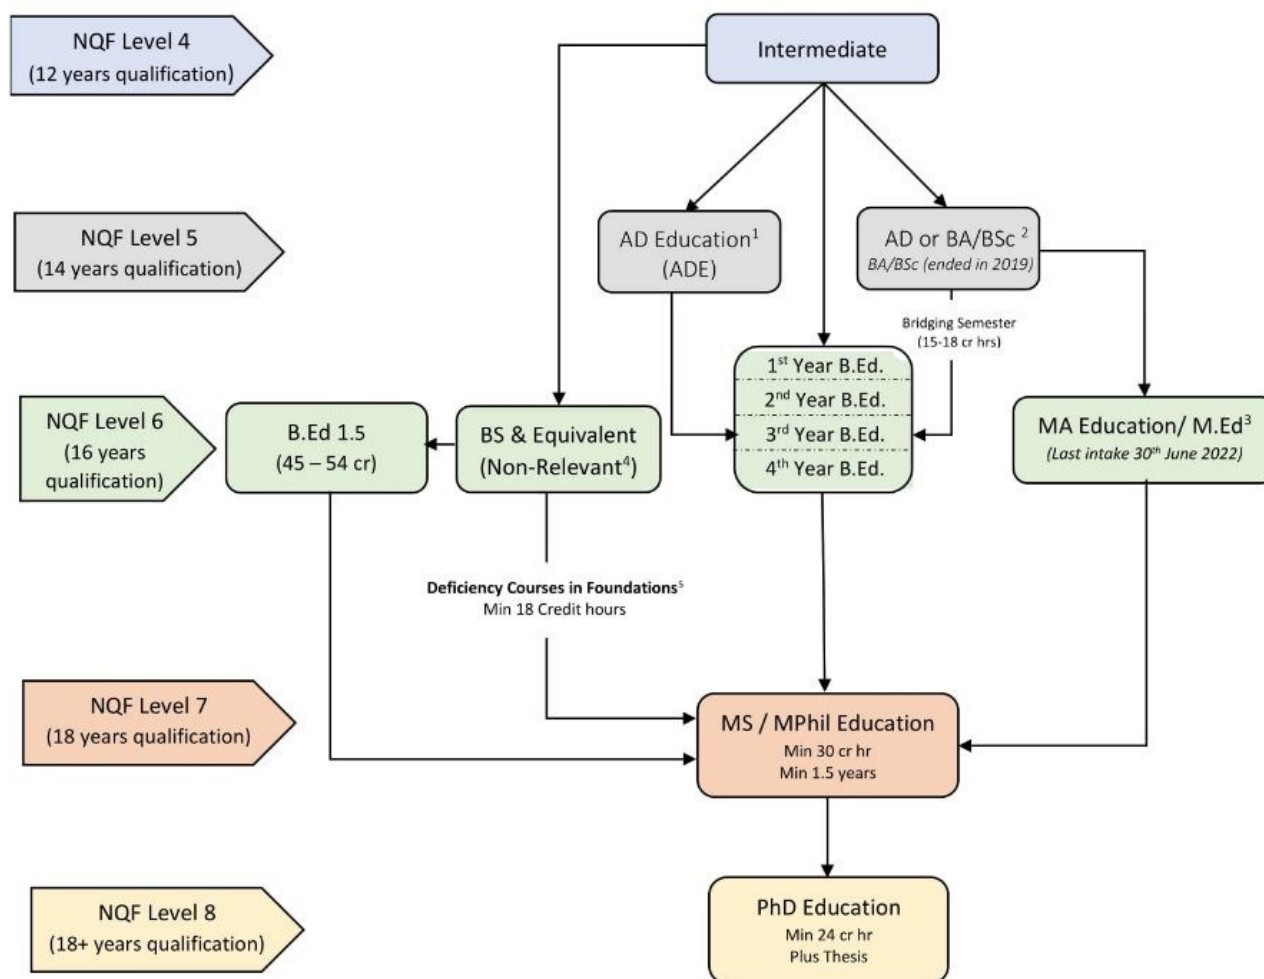 NQF Level 4
(12 years qualification)
Intermediate
NQF Level 5
(14 years qualification)
AD Education¹
(ADE)
AD or BA/BSc ²
BA/BSc (ended in 2019)
Bridging Semester
(15-18 cr hrs)
NQF Level 6
(16 years
qualification)
B.Ed 1.5
(45 – 54 cr)
BS & Equivalent
(Non-Relevant⁴)
1st Year B.Ed.
2nd Year B.Ed.
3rd Year B.Ed.
4th Year B.Ed.
MA Education/ M.Ed³
(Last intake 30th June 2022)
Deficiency Courses in Foundations⁵
Min 18 Credit hours
NQF Level 7
(18 years qualification)
MS / MPhil Education
Min 30 cr hr
Min 1.5 years
NQF Level 8
(18+ years qualification)
PhD Education
Min 24 cr hr
Plus Thesis